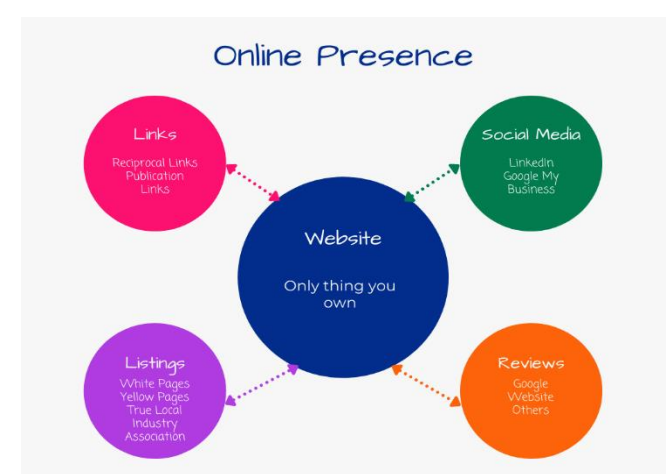 Online Presence
Links
Reciprocal Links
Publication
Links
Social Media
LinkedIn
Google My
Business
Website
Only thing you
own
Listings
White Pages
Yellow Pages
True Local
Industry
Association
Reviews
Google
Website
Others